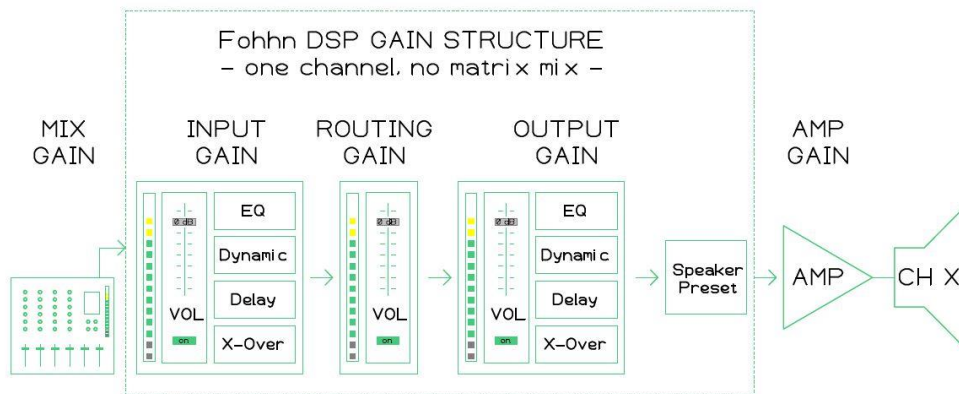 Fohhn DSP GAIN STRUCTURE
- one channel, no matrix mix -
MIX
GAIN
INPUT
GAIN
ROUTING
GAIN
OUTPUT
GAIN
AMP
GAIN
0 dB
VOL
on
EQ
Dynamic
Delay
X-Over
0 dB
VOL
on
0 dB
VOL
on
EQ
Dynamic
Delay
X-Over
Speaker
Preset
AMP
CH X